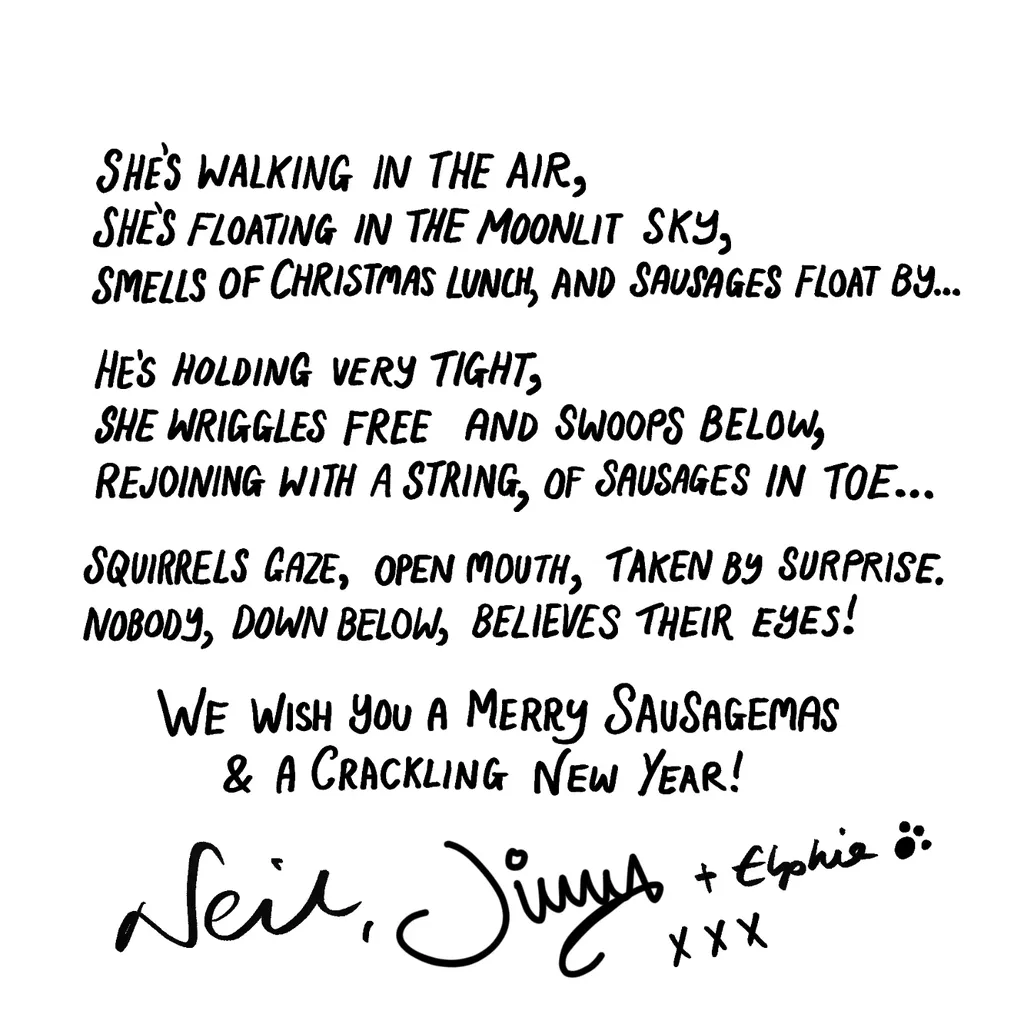 She's walking in the air,
She's floating in the moonlit sky,
Smells of Christmas lunch, and sausages float by...
He's holding very tight,
She wriggles free and swoops below,
Rejoining with a string, of sausages in toe...
Squirrels gaze, open mouth, taken by surprise.
Nobody, down below, believes their eyes!
We wish you a Merry Sausagemas
& a Crackling New Year!
Neil, Jimmy + Elphie
xxx